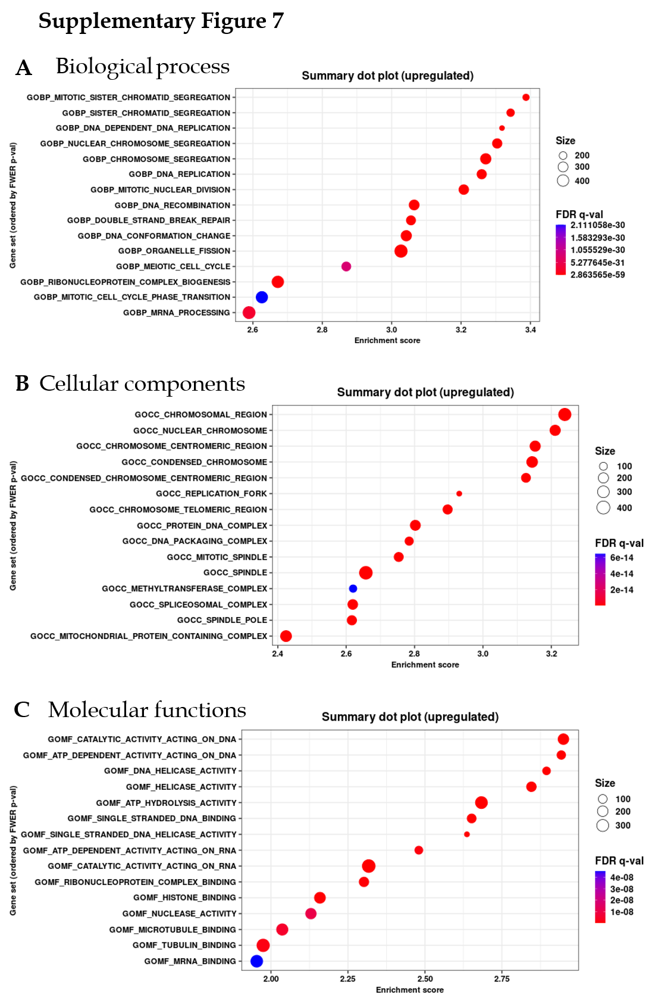 Supplementary Figure 7
A Biological process
Summary dot plot (upregulated)
Gene set (ordered by FWER p-val)
GOBP_MITOTIC_SISTER_CHROMATID_SEGREGATION
GOBP_SISTER_CHROMATID_SEGREGATION
GOBP_DNA_DEPENDENT_DNA_REPLICATION
GOBP_NUCLEAR_CHROMOSOME_SEGREGATION
GOBP_CHROMOSOME_SEGREGATION
GOBP_DNA_REPLICATION
GOBP_MITOTIC_NUCLEAR_DIVISION
GOBP_DNA_RECOMBINATION
GOBP_DOUBLE_STRAND_BREAK_REPAIR
GOBP_DNA_CONFORMATION_CHANGE
GOBP_ORGANELLE_FISSION
GOBP_MEIOTIC_CELL_CYCLE
GOBP_RIBONUCLEOPROTEIN_COMPLEX_BIOGENESIS
GOBP_MITOTIC_CELL_CYCLE_PHASE_TRANSITION
GOBP_MRNA_PROCESSING
2.6 2.8 3.0 3.2 3.4
Enrichment score
Size
200
300
400
FDR q-val
2.111058e-30
1.583293e-30
1.055529e-30
5.277645e-31
2.863565e-59
B Cellular components
Summary dot plot (upregulated)
Gene set (ordered by FWER p-val)
GOCC_CHROMOSOMAL_REGION
GOCC_NUCLEAR_CHROMOSOME
GOCC_CHROMOSOME_CENTROMERIC_REGION
GOCC_CONDENSED_CHROMOSOME
GOCC_CONDENSED_CHROMOSOME_CENTROMERIC_REGION
GOCC_REPLICATION_FORK
GOCC_CHROMOSOME_TELOMERIC_REGION
GOCC_PROTEIN_DNA_COMPLEX
GOCC_DNA_PACKAGING_COMPLEX
GOCC_MITOTIC_SPINDLE
GOCC_SPINDLE
GOCC_METHYLTRANSFERASE_COMPLEX
GOCC_SPLICEOSOMAL_COMPLEX
GOCC_SPINDLE_POLE
GOCC_MITOCHONDRIAL_PROTEIN_CONTAINING_COMPLEX
2.4 2.6 2.8 3.0 3.2
Enrichment score
Size
100
200
300
400
FDR q-val
6e-14
4e-14
2e-14
C Molecular functions
Summary dot plot (upregulated)
Gene set (ordered by FWER p-val)
GOMF_CATALYTIC_ACTIVITY_ACTING_ON_DNA
GOMF_ATP_DEPENDENT_ACTIVITY_ACTING_ON_DNA
GOMF_DNA_HELICASE_ACTIVITY
GOMF_HELICASE_ACTIVITY
GOMF_ATP_HYDROLYSIS_ACTIVITY
GOMF_SINGLE_STRANDED_DNA_BINDING
GOMF_SINGLE_STRANDED_DNA_HELICASE_ACTIVITY
GOMF_ATP_DEPENDENT_ACTIVITY_ACTING_ON_RNA
GOMF_CATALYTIC_ACTIVITY_ACTING_ON_RNA
GOMF_RIBONUCLEOPROTEIN_COMPLEX_BINDING
GOMF_HISTONE_BINDING
GOMF_NUCLEASE_ACTIVITY
GOMF_MICROTUBULE_BINDING
GOMF_TUBULIN_BINDING
GOMF_MRNA_BINDING
2.00 2.25 2.50 2.75
Enrichment score
Size
100
200
300
FDR q-val
4e-08
3e-08
2e-08
1e-08